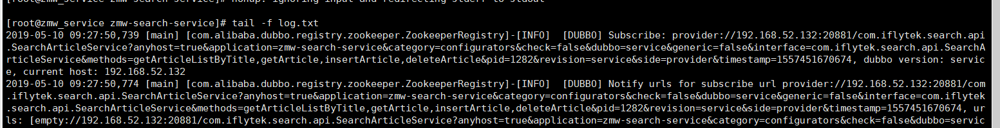 [root@zmw_service zmw-search-service]# nohup: ignoring input and redirecting stderr to stdout
[root@zmw_service zmw-search-service]# tail -f log.txt
2019-05-10 09:27:50,739 [main] [com.alibaba.dubbo.registry.zookeeper.ZookeeperRegistry]-[INFO]  [DUBBO] Subscribe: provider://192.168.52.132:20881/com.iflytek.search.api
.SearchArticleService?anyhost=true&application=zmw-search-service&category=configurators&check=false&dubbo=service&generic=false&interface=com.iflytek.search.api.SearchA
rticleService&methods=getArticleListByTitle,getArticle,insertArticle,deleteArticle&pid=1282&revision=service&side=provider&timestamp=1557451670674, dubbo version: servic
e, current host: 192.168.52.132
2019-05-10 09:27:50,774 [main] [com.alibaba.dubbo.registry.zookeeper.ZookeeperRegistry]-[INFO]  [DUBBO] Notify urls for subscribe url provider://192.168.52.132:20881/com
.iflytek.search.api.SearchArticleService?anyhost=true&application=zmw-search-service&category=configurators&check=false&dubbo=service&generic=false&interface=com.iflytek
.search.api.SearchArticleService&methods=getArticleListByTitle,getArticle,insertArticle,deleteArticle&pid=1282&revision=service&side=provider&timestamp=1557451670674, ur
ls: [empty://192.168.52.132:20881/com.iflytek.search.api.SearchArticleService?anyhost=true&application=zmw-search-service&category=configurators&check=false&dubbo=servic